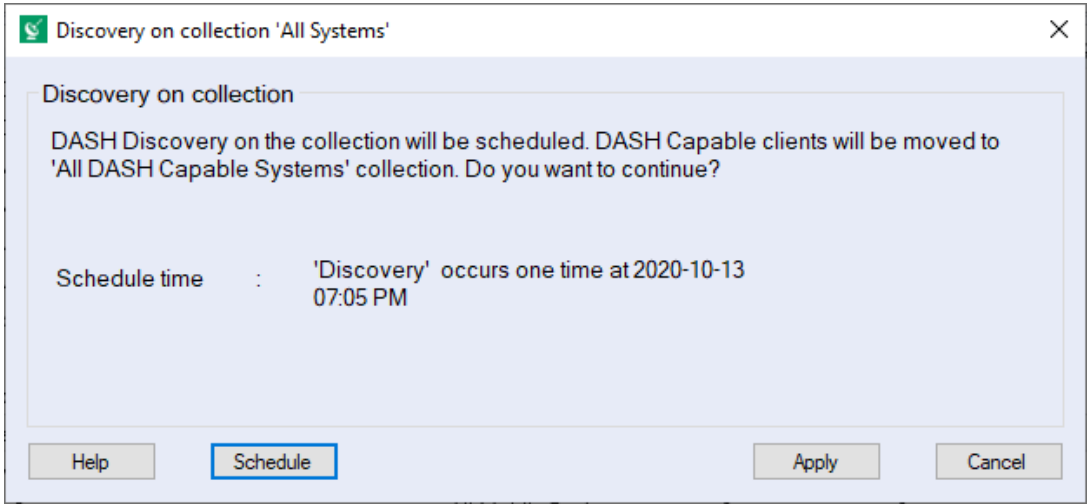 Discovery on collection 'All Systems'
Discovery on collection
DASH Discovery on the collection will be scheduled. DASH Capable clients will be moved to
'All DASH Capable Systems' collection. Do you want to continue?
Schedule time : 'Discovery' occurs one time at 2020-10-13
07:05 PM
Help Schedule Apply Cancel